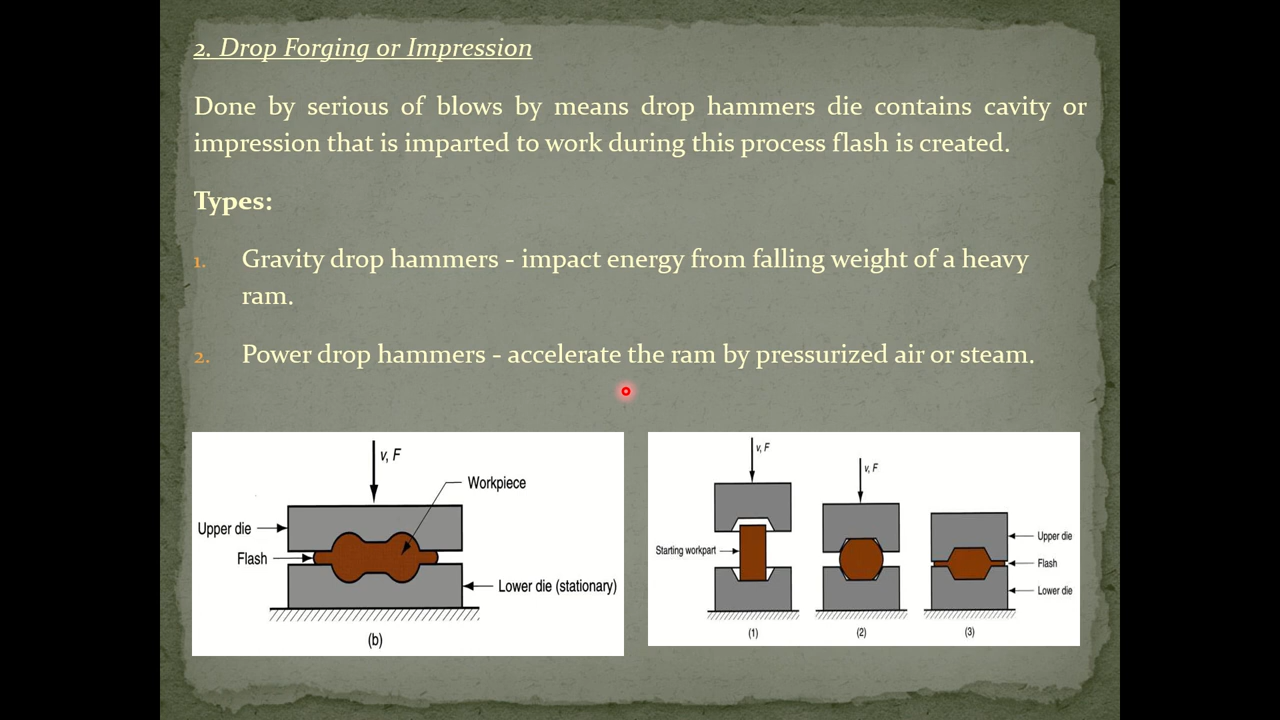 2. Drop Forging or Impression
Done by serious of blows by means drop hammers die contains cavity or
impression that is imparted to work during this process flash is created.
Types:
1. Gravity drop hammers - impact energy from falling weight of a heavy
ram.
2. Power drop hammers - accelerate the ram by pressurized air or steam.
v, F
Workpiece
Upper die
Flash
Lower die (stationary)
(b)
v, F
v, F
Starting workpart
Upper die
Flash
Lower die
(1)
(2)
(3)